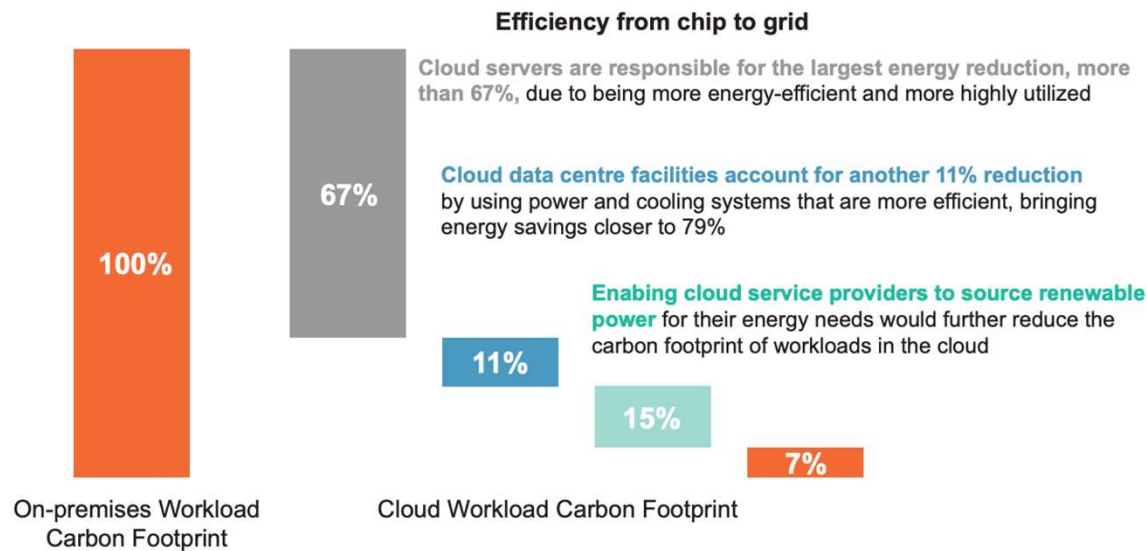 Efficiency from chip to grid
Cloud servers are responsible for the largest energy reduction, more
than 67%, due to being more energy-efficient and more highly utilized
67%
Cloud data centre facilities account for another 11% reduction
by using power and cooling systems that are more efficient, bringing
energy savings closer to 79%
100%
Enabing cloud service providers to source renewable
power for their energy needs would further reduce the
carbon footprint of workloads in the cloud
11%
15%
7%
On-premises Workload
Carbon Footprint
Cloud Workload Carbon Footprint